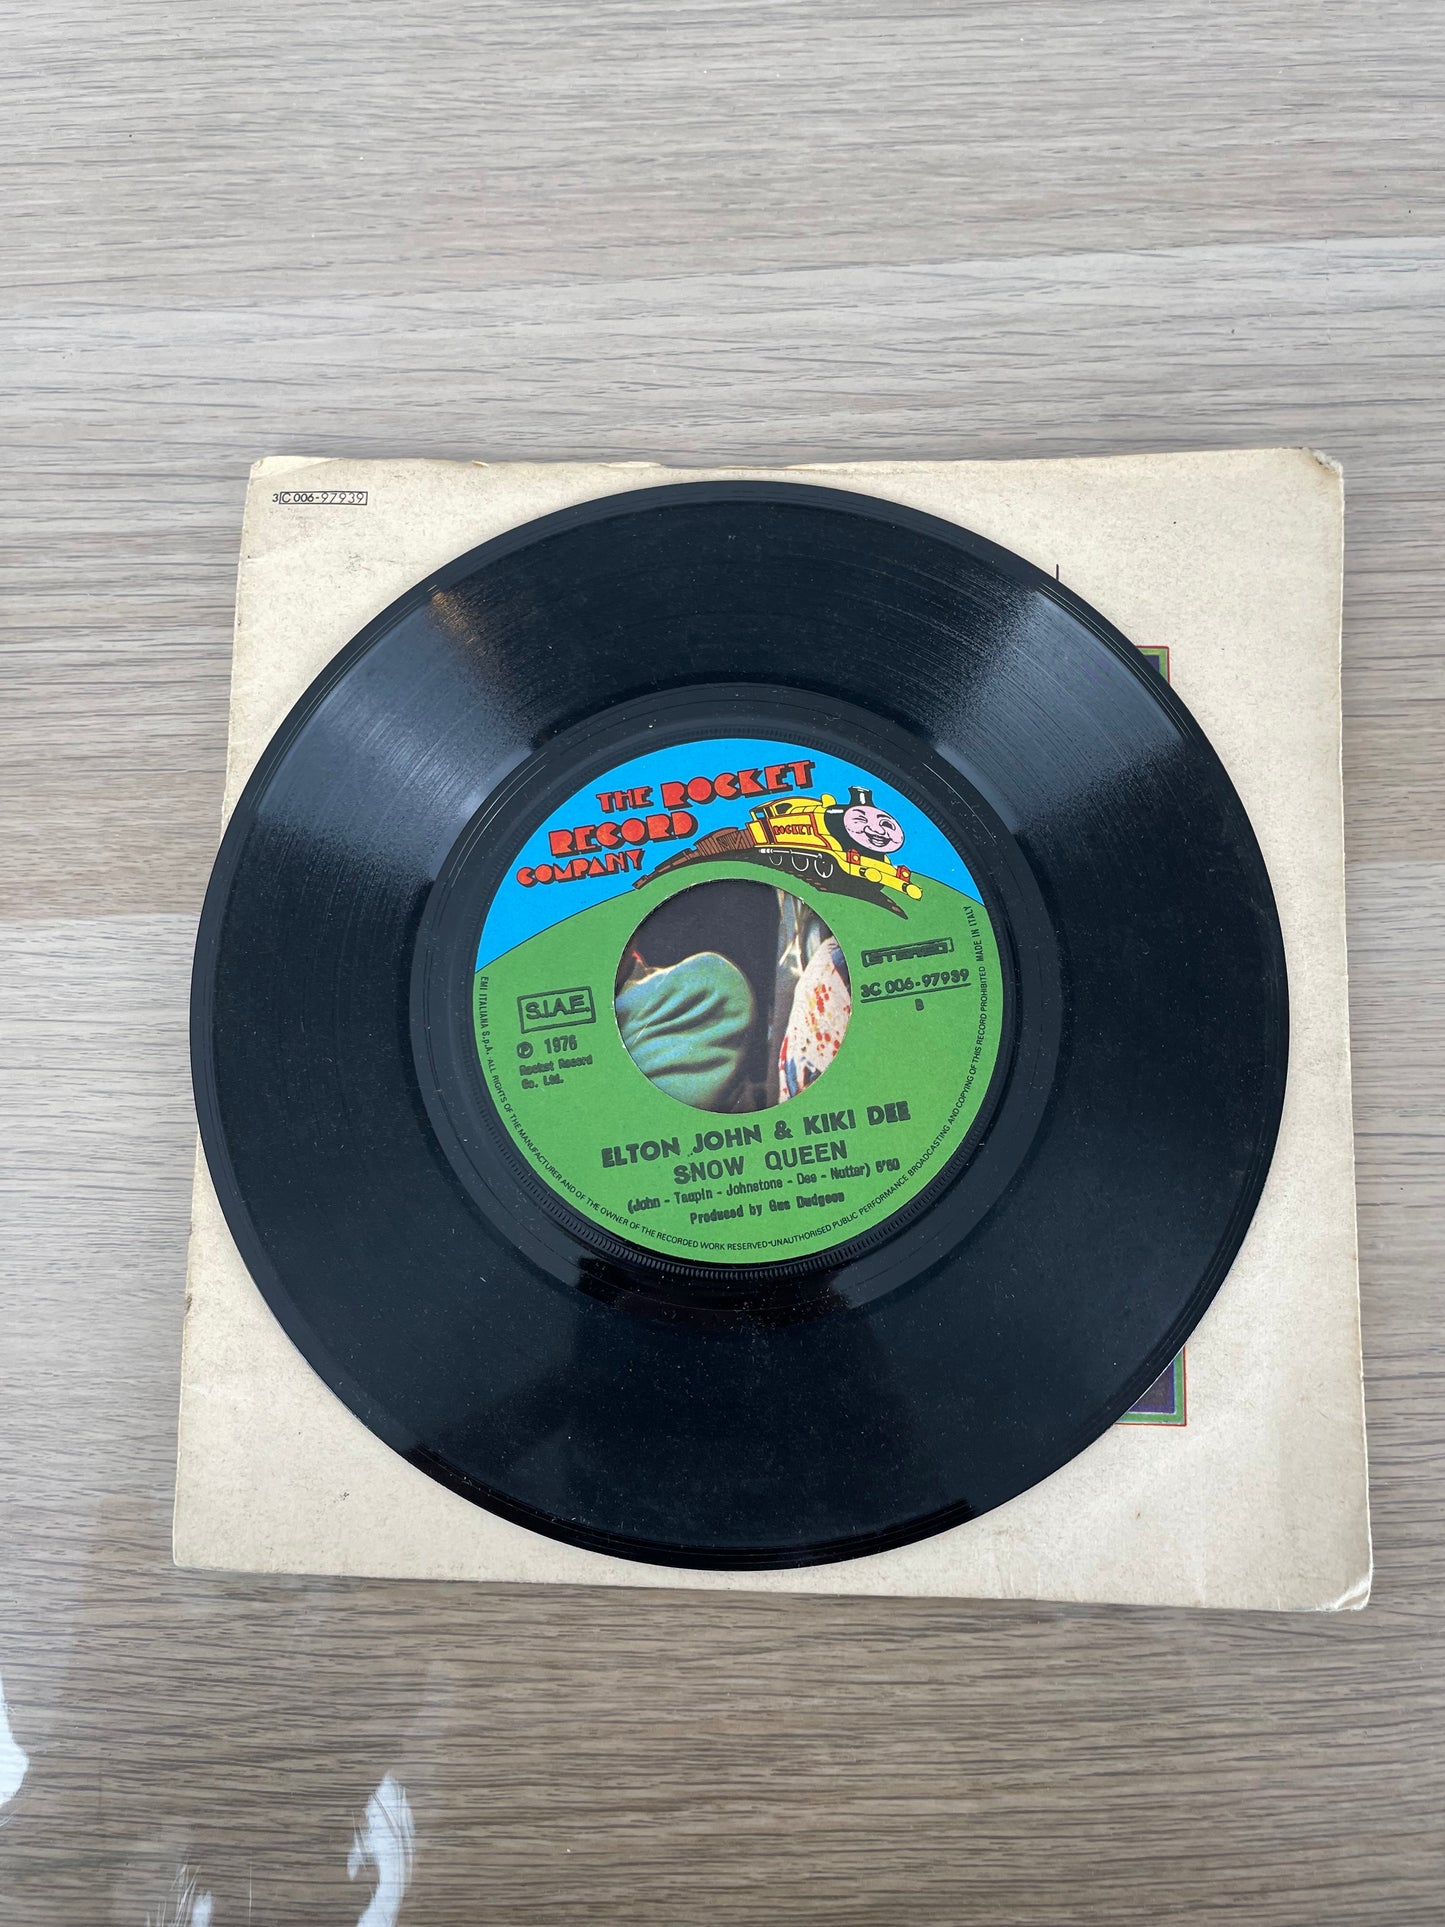 3C 006-97939
THE ROCKET
RECORD
COMPANY
ROCKET
STEREO
3C 006-97939
B
S.I.A.E.
℗ 1976
Rocket Record
Co. Ltd.
ELTON JOHN & KIKI DEE
SNOW QUEEN
(John - Taupin - Johnstone - Dee - Nutter) 5'50
Produced by Gus Dudgeon
EMI ITALIANA S.p.A. ALL RIGHTS OF THE MANUFACTURER AND OF THE OWNER OF THE RECORDED WORK RESERVED-UNAUTHORISED PUBLIC PERFORMANCE BROADCASTING AND COPYING OF THIS RECORD PROHIBITED MADE IN ITALY